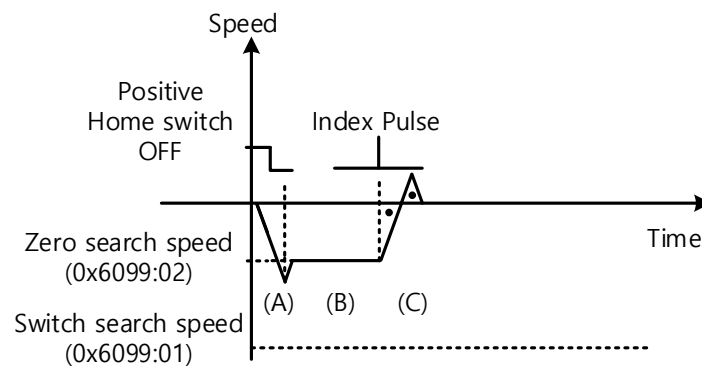 Speed
Positive
Home switch
OFF
Index Pulse
Time
Zero search speed
(0x6099:02)
(A)
(B)
(C)
Switch search speed
(0x6099:01)